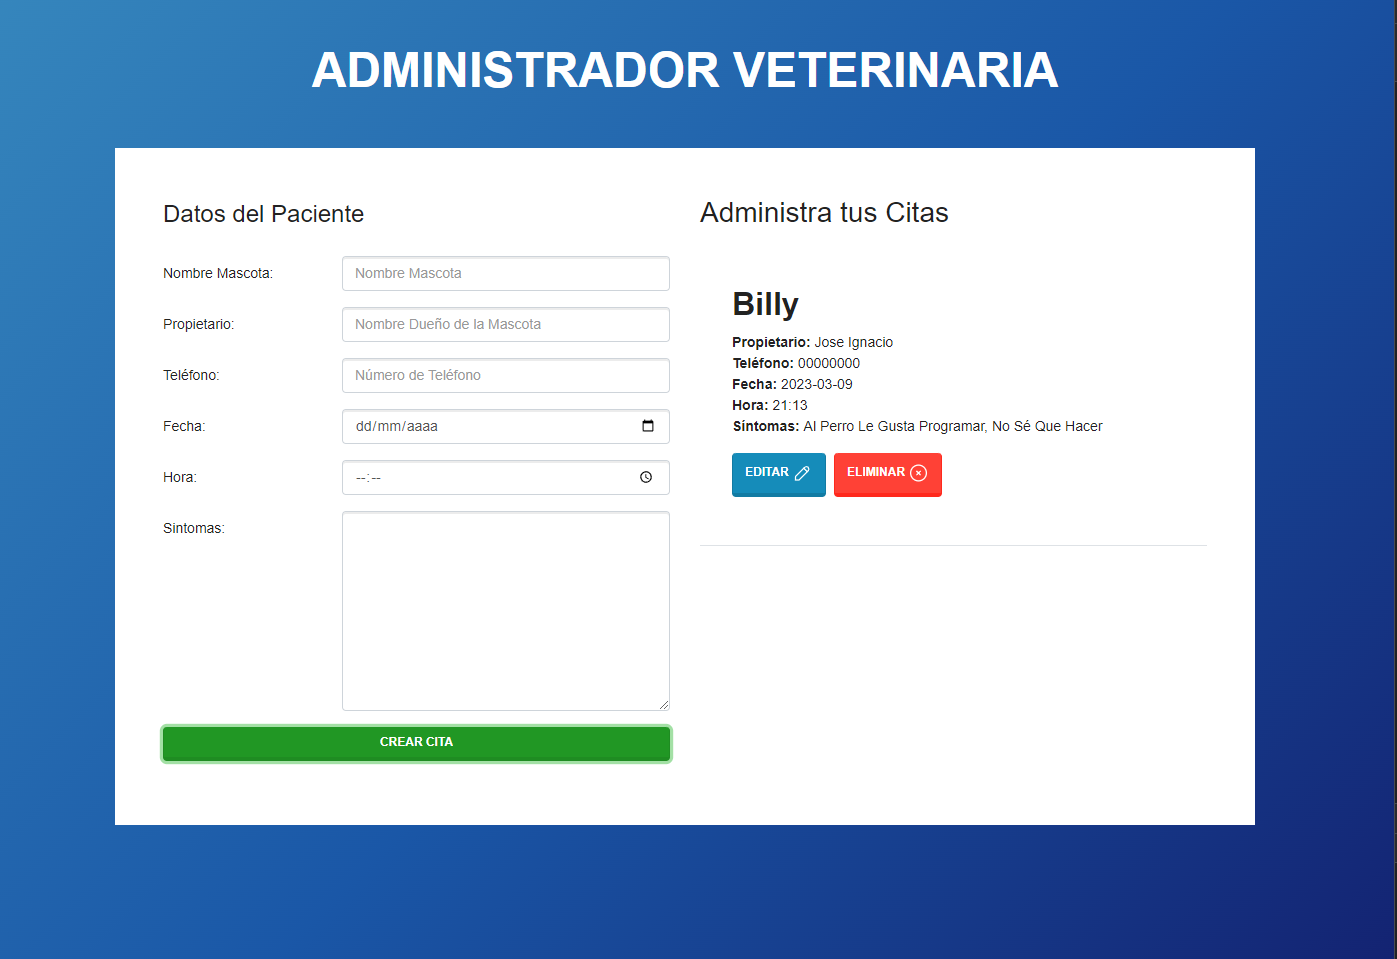 ADMINISTRADOR VETERINARIA
Datos del Paciente
Nombre Mascota:
Nombre Mascota
Propietario:
Nombre Dueño de la Mascota
Teléfono:
Número de Teléfono
Fecha:
dd/mm/aaaa
Hora:
--:--
Sintomas:
CREAR CITA
Administra tus Citas
Billy
Propietario: Jose Ignacio
Teléfono: 00000000
Fecha: 2023-03-09
Hora: 21:13
Síntomas: Al Perro Le Gusta Programar, No Sé Que Hacer
EDITAR
ELIMINAR